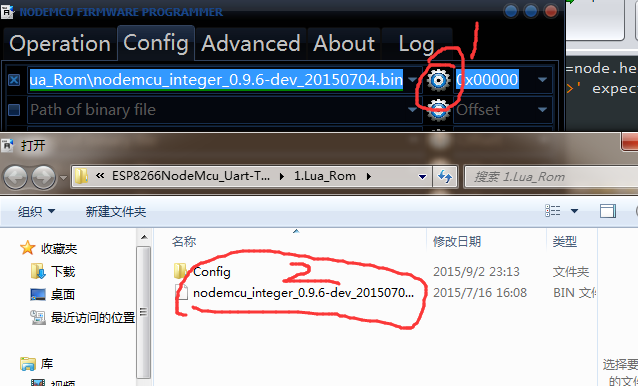 NODEMCU FIRMWARE PROGRAMMER
Operation Config Advanced About Log
1
ua_Rom\nodemcu_integer_0.9.6-dev_20150704.bin 0x00000
=node.he
Path of binary file Offset
>' expec
打开
« ESP8266NodeMcu_Uart-T... 1.Lua_Rom 搜索 1.Lua_Rom
组织 新建文件夹
收藏夹
下载
桌面
最近访问的位置
库
视频
名称 修改日期 类型
2
Config 2015/9/2 23:13 文件夹
nodemcu_integer_0.9.6-dev_2015070... 2015/7/16 16:08 BIN 文件
选择要
的文